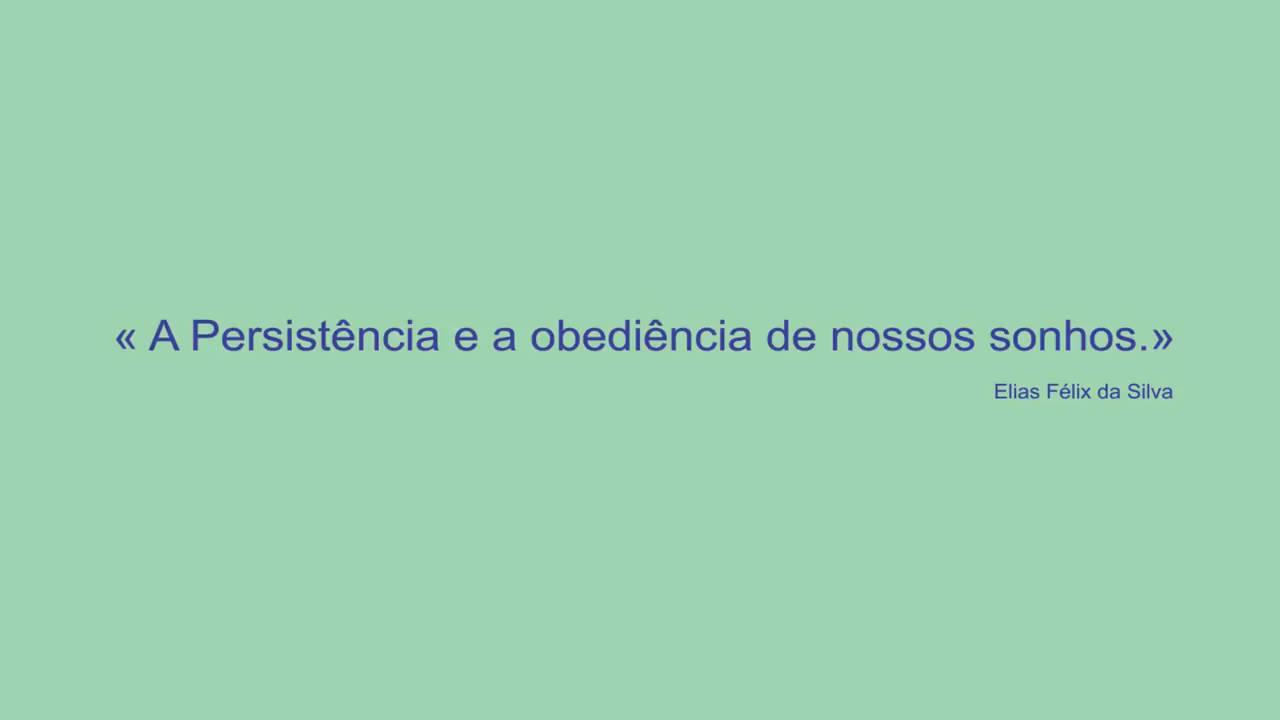 « A Persistência e a obediência de nossos sonhos.»
Elias Félix da Silva